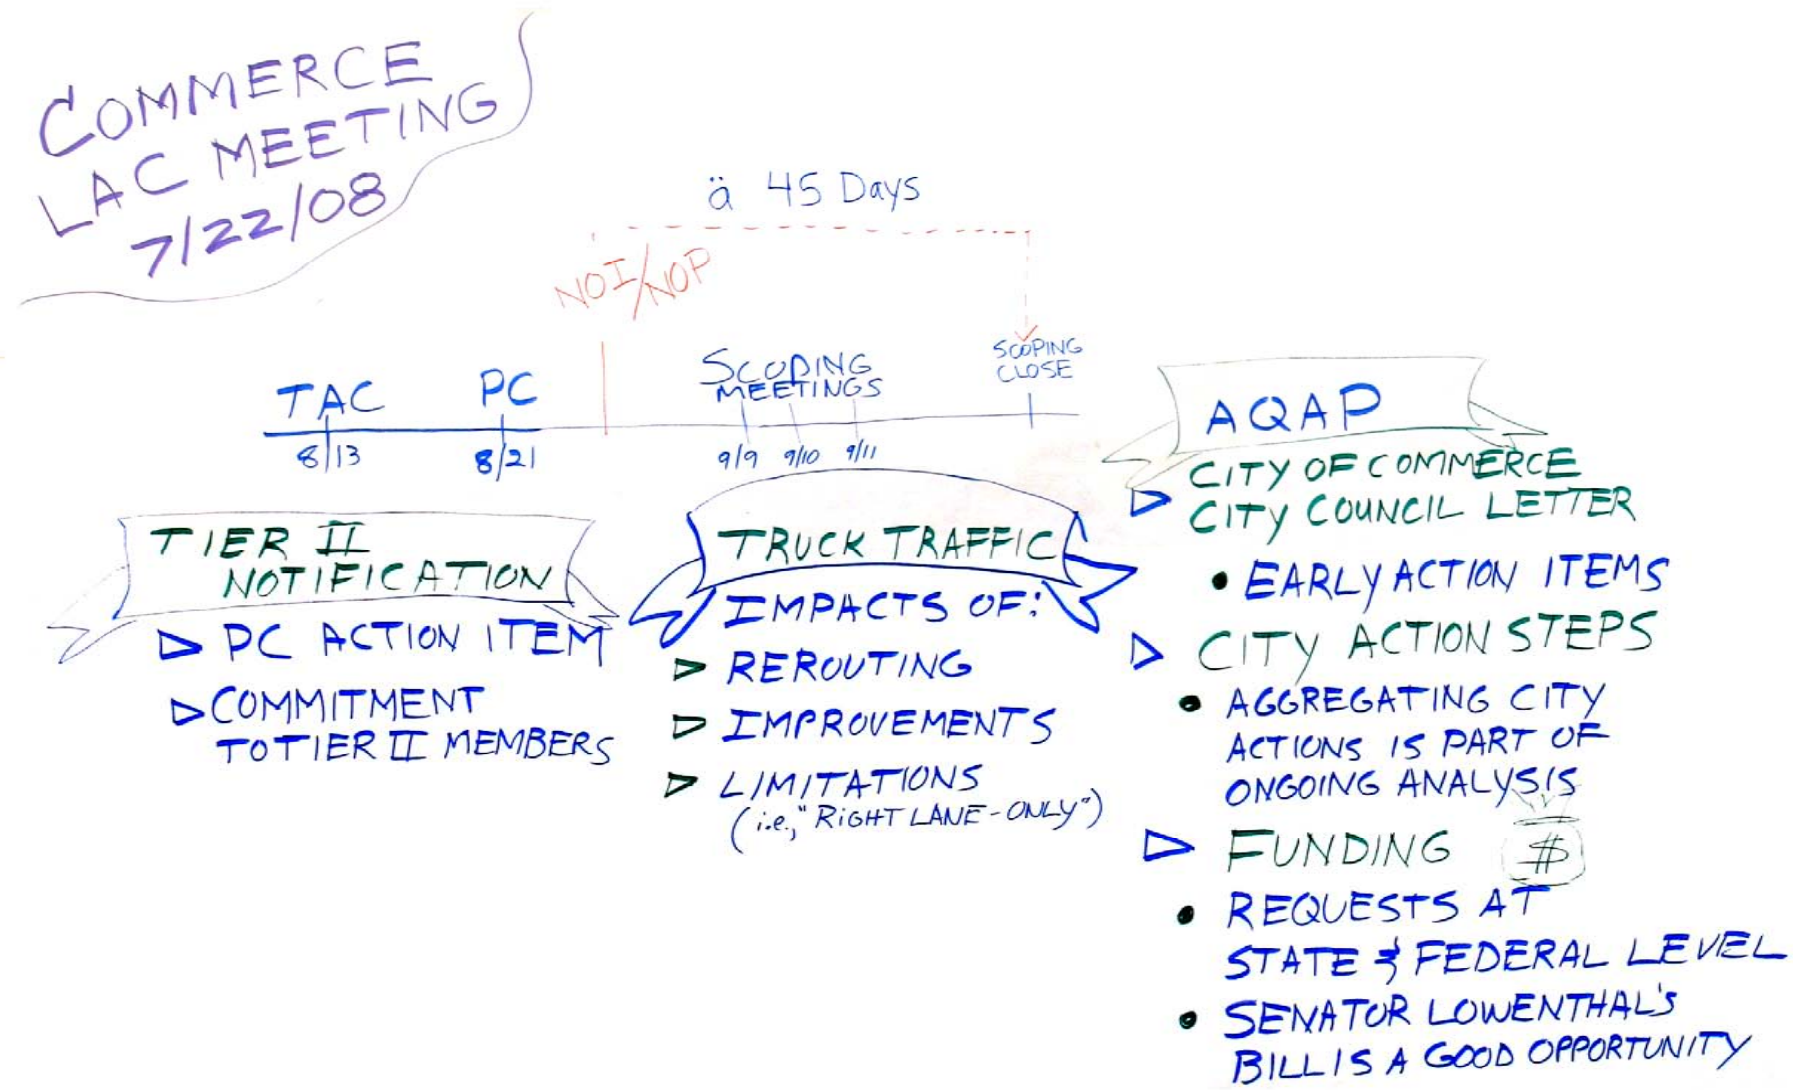 COMMERCE
LAC MEETING
7/22/08
ä 45 Days
NOI/NOP
TAC
PC
SCOPING
MEETINGS
SCOPING
CLOSE
8/13
8/21
9/9 9/10 9/11
TIER II
NOTIFICATION
PC ACTION ITEM
COMMITMENT
TO TIER II MEMBERS
TRUCK TRAFFIC
IMPACTS OF:
REROUTING
IMPROVEMENTS
LIMITATIONS
(i.e., "RIGHT LANE-ONLY")
AQAP
CITY OF COMMERCE
CITY COUNCIL LETTER
• EARLY ACTION ITEMS
CITY ACTION STEPS
• AGGREGATING CITY
ACTIONS IS PART OF
ONGOING ANALYSIS
FUNDING $
• REQUESTS AT
STATE & FEDERAL LEVEL
• SENATOR LOWENTHAL'S
BILL IS A GOOD OPPORTUNITY